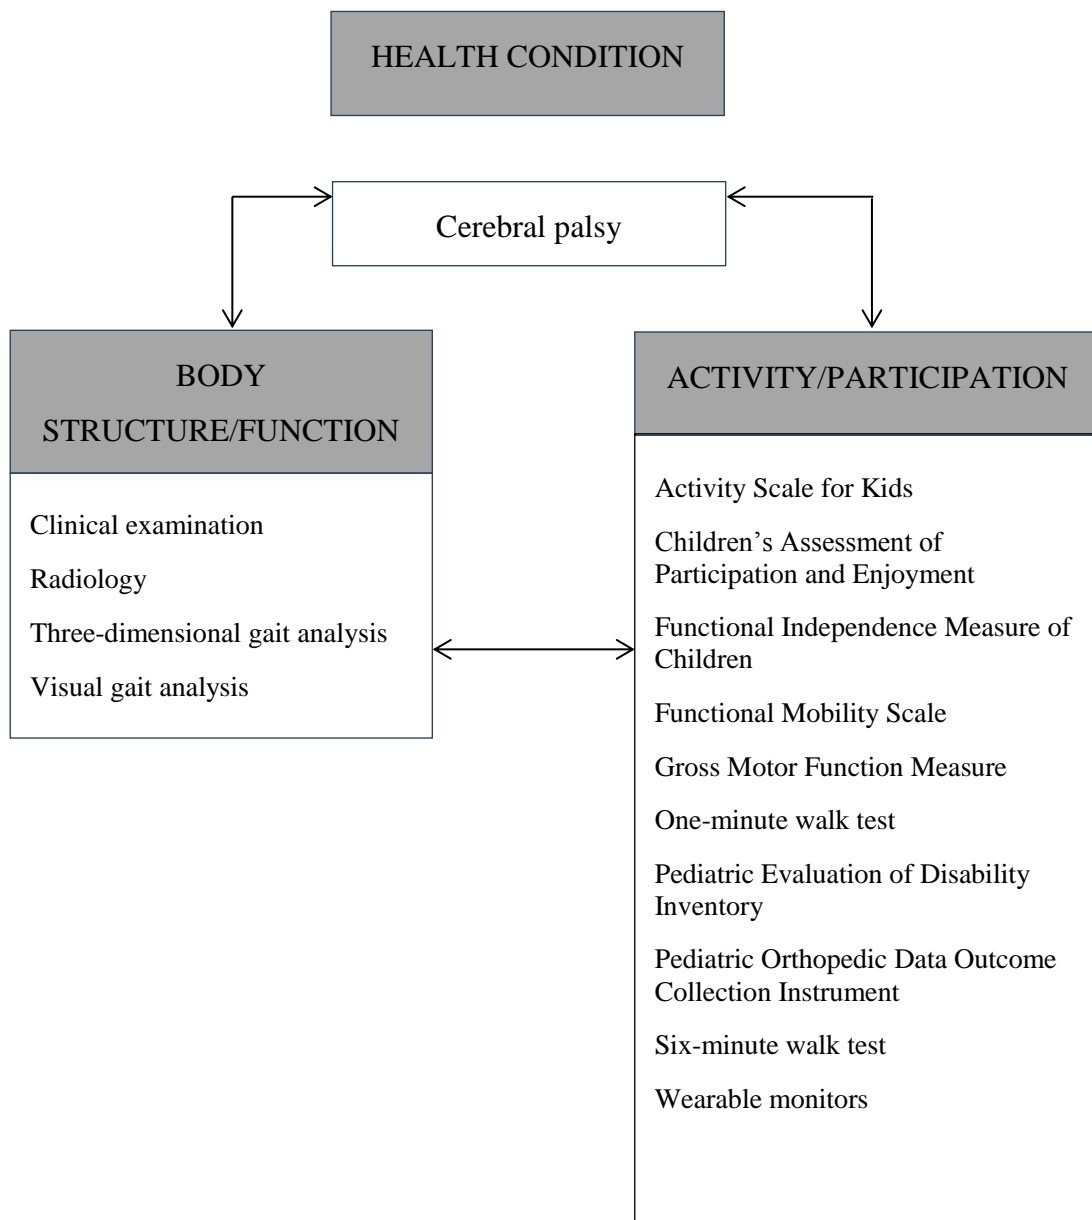 HEALTH CONDITION
Cerebral palsy
BODY
STRUCTURE/FUNCTION
Clinical examination
Radiology
Three-dimensional gait analysis
Visual gait analysis
ACTIVITY/PARTICIPATION
Activity Scale for Kids
Children’s Assessment of
Participation and Enjoyment
Functional Independence Measure of
Children
Functional Mobility Scale
Gross Motor Function Measure
One-minute walk test
Pediatric Evaluation of Disability
Inventory
Pediatric Orthopedic Data Outcome
Collection Instrument
Six-minute walk test
Wearable monitors